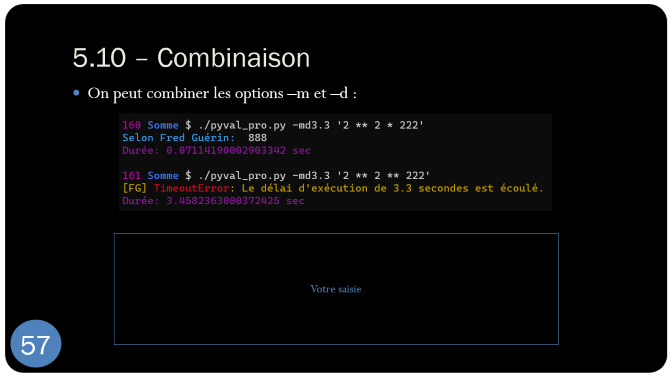 5.10 – Combinaison
On peut combiner les options –m et –d :
160 Somme $ ./pyval_pro.py -md3.3 '2 ** 2 * 222'
Selon Fred Guérin:  888
Durée: 0.07114190002903342 sec
161 Somme $ ./pyval_pro.py -md3.3 '2 ** 2 ** 222'
[FG] TimeoutError: Le délai d'exécution de 3.3 secondes est écoulé.
Durée: 3.4582363000372425 sec
Votre saisie
57